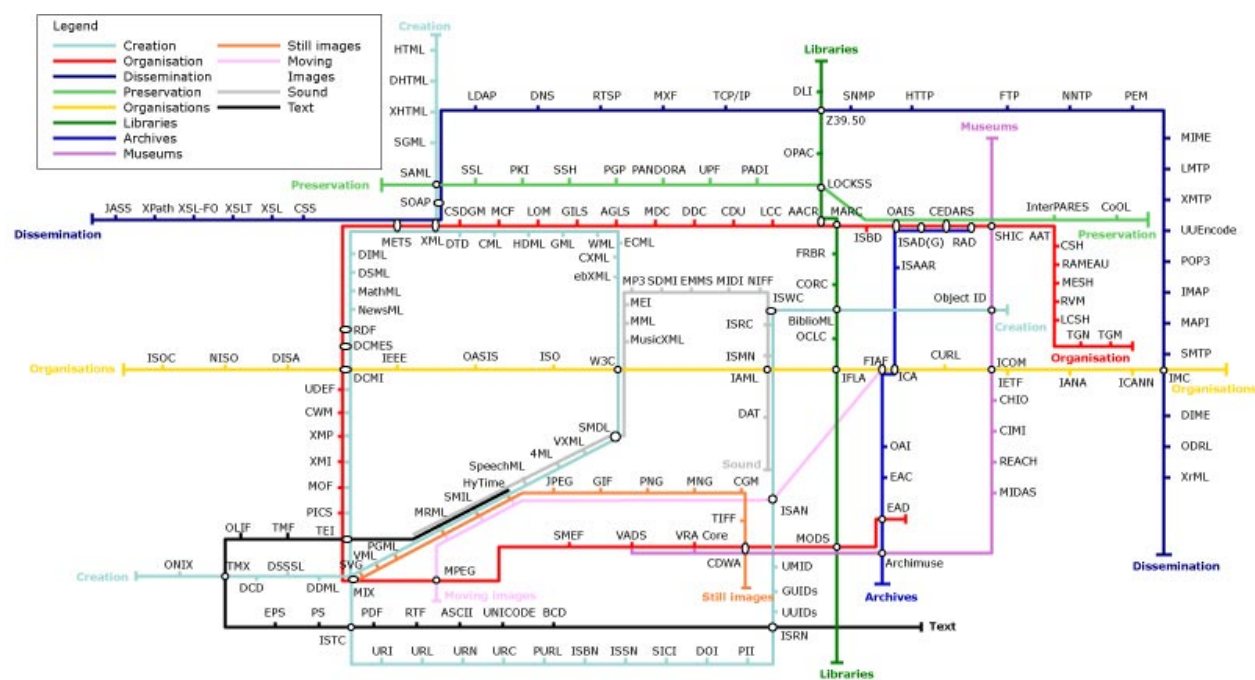 Legend
Creation
Organisation
Dissemination
Preservation
Organisations
Libraries
Archives
Museums
Still images
Moving
Images
Sound
Text
Creation
HTML
DHTML
XHTML
SGML
SAML
SOAP
Libraries
DLI
LDAP
DNS
RTSP
MXF
TCP/IP
SNMP
HTTP
FTP
NNTP
PEM
Z39.50
Museums
OPAC
MIME
LMTP
XMTP
UUEncode
POP3
IMAP
MAPI
SMTP
IMC
DIME
ODRL
XrML
Dissemination
Preservation
SSL
PKI
SSH
PGP
PANDORA
UPF
PADI
LOCKSS
InterPARES
CoOL
Preservation
JASS
XPath
XSL-FO
XSLT
XSL
CSS
Dissemination
METS
XML
CSDGM
MCF
LOM
GILS
AGLS
MDC
DDC
CDU
LCC
AACR
MARC
ISBD
OAIS
CEDARS
ISAD(G)
RAD
SHIC
AAT
ISAAR
CSH
RAMEAU
MESH
RVM
LCSH
TGN
TGM
Organisation
DTD
CML
HDML
GML
WML
ECML
CXML
ebXML
DIML
DSML
MathML
NewsML
RDF
DCMES
MP3
SDMI
EMMS
MIDI
NIFF
MEI
MML
MusicXML
ISWC
ISRC
ISMN
IAML
DAT
Sound
FRBR
CORC
BiblioML
OCLC
Object ID
Creation
Organisations
ISOC
NISO
DISA
DCMI
IEEE
OASIS
ISO
W3C
IFLA
FIAF
ICA
CURL
ICOM
IETF
IANA
ICANN
Organisations
UDEF
CWM
XMP
XMI
MOF
PICS
TEI
CHIO
CIMI
REACH
MIDAS
OAI
EAC
EAD
Archimuse
Archives
SMDL
VXML
4ML
SpeechML
HyTime
SMIL
MRML
PGML
VML
SVG
MIX
JPEG
GIF
PNG
MNG
CGM
TIFF
ISAN
SMEF
VADS
VRA Core
CDWA
MODS
Still images
MPEG
Moving images
OLIF
TMF
Creation
ONIX
TMX
DSSSL
DCD
DDML
UMID
GUIDs
UUIDs
EPS
PS
PDF
RTF
ASCII
UNICODE
BCD
ISTC
ISRN
Text
URI
URL
URN
URC
PURL
ISBN
ISSN
SICI
DOI
PII
Libraries